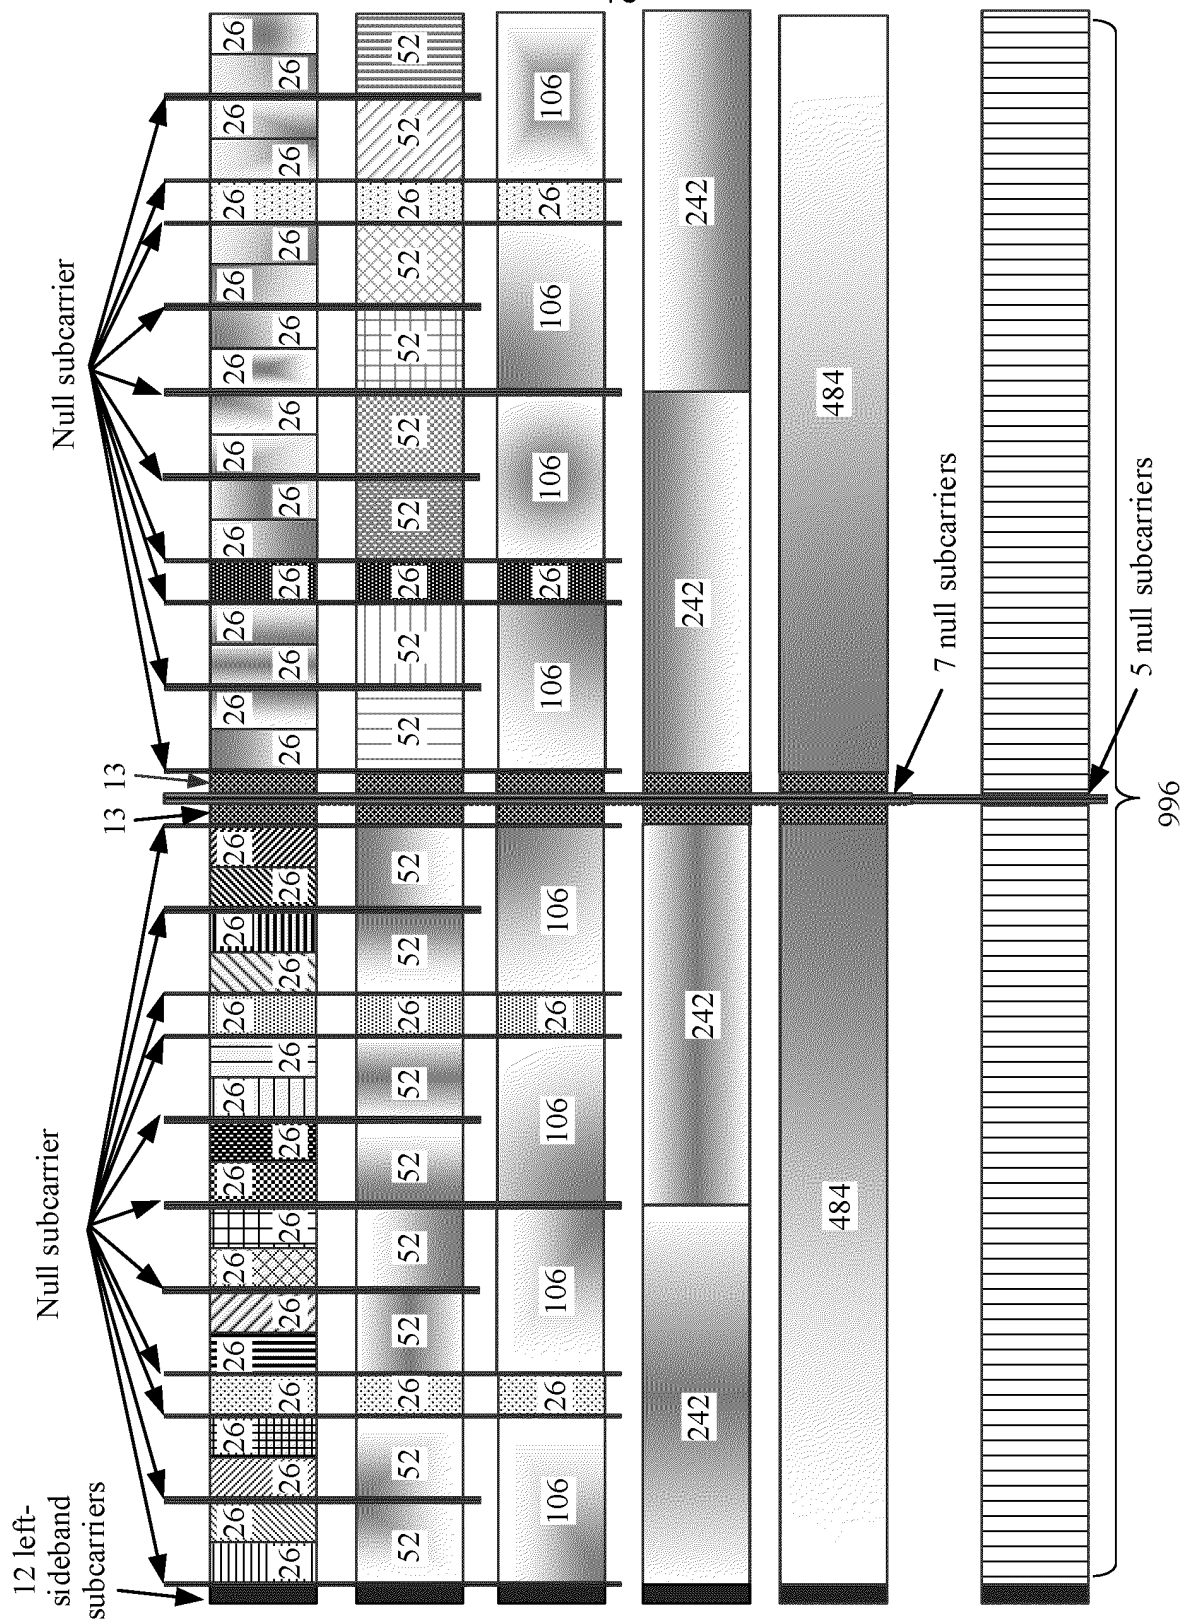 12 left-
sideband
subcarriers
Null subcarrier
Null subcarrier
13 13
26 26 26 26 26 26 26 26 26 26 26 26 26 26 26 26 26 26 26 26 26 26 26 26 26 26 26 26 26 26 26 26 26 26 26 26
52 52 26 52 52 52 52 26 52 52 52 52 26 52 52 52 52 26 52 52
106 26 106 106 26 106 106 26 106 106 26 106
242 242 242 242
484 484
7 null subcarriers
5 null subcarriers
996